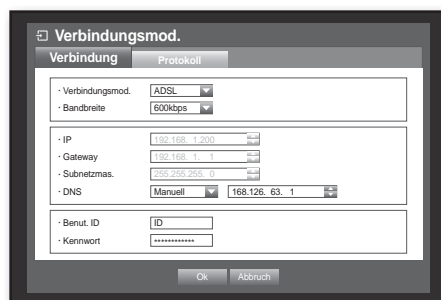 Verbindungsmod.
Verbindung Protokoll
· Verbindungsmod. ADSL
· Bandbreite 600kbps
· IP 192.168. 1.200
· Gateway 192.168. 1. 1
· Subnetzmas. 255.255.255. 0
· DNS Manuell 168.126. 63. 1
· Benut. ID ID
· Kennwort ************
Ok Abbruch